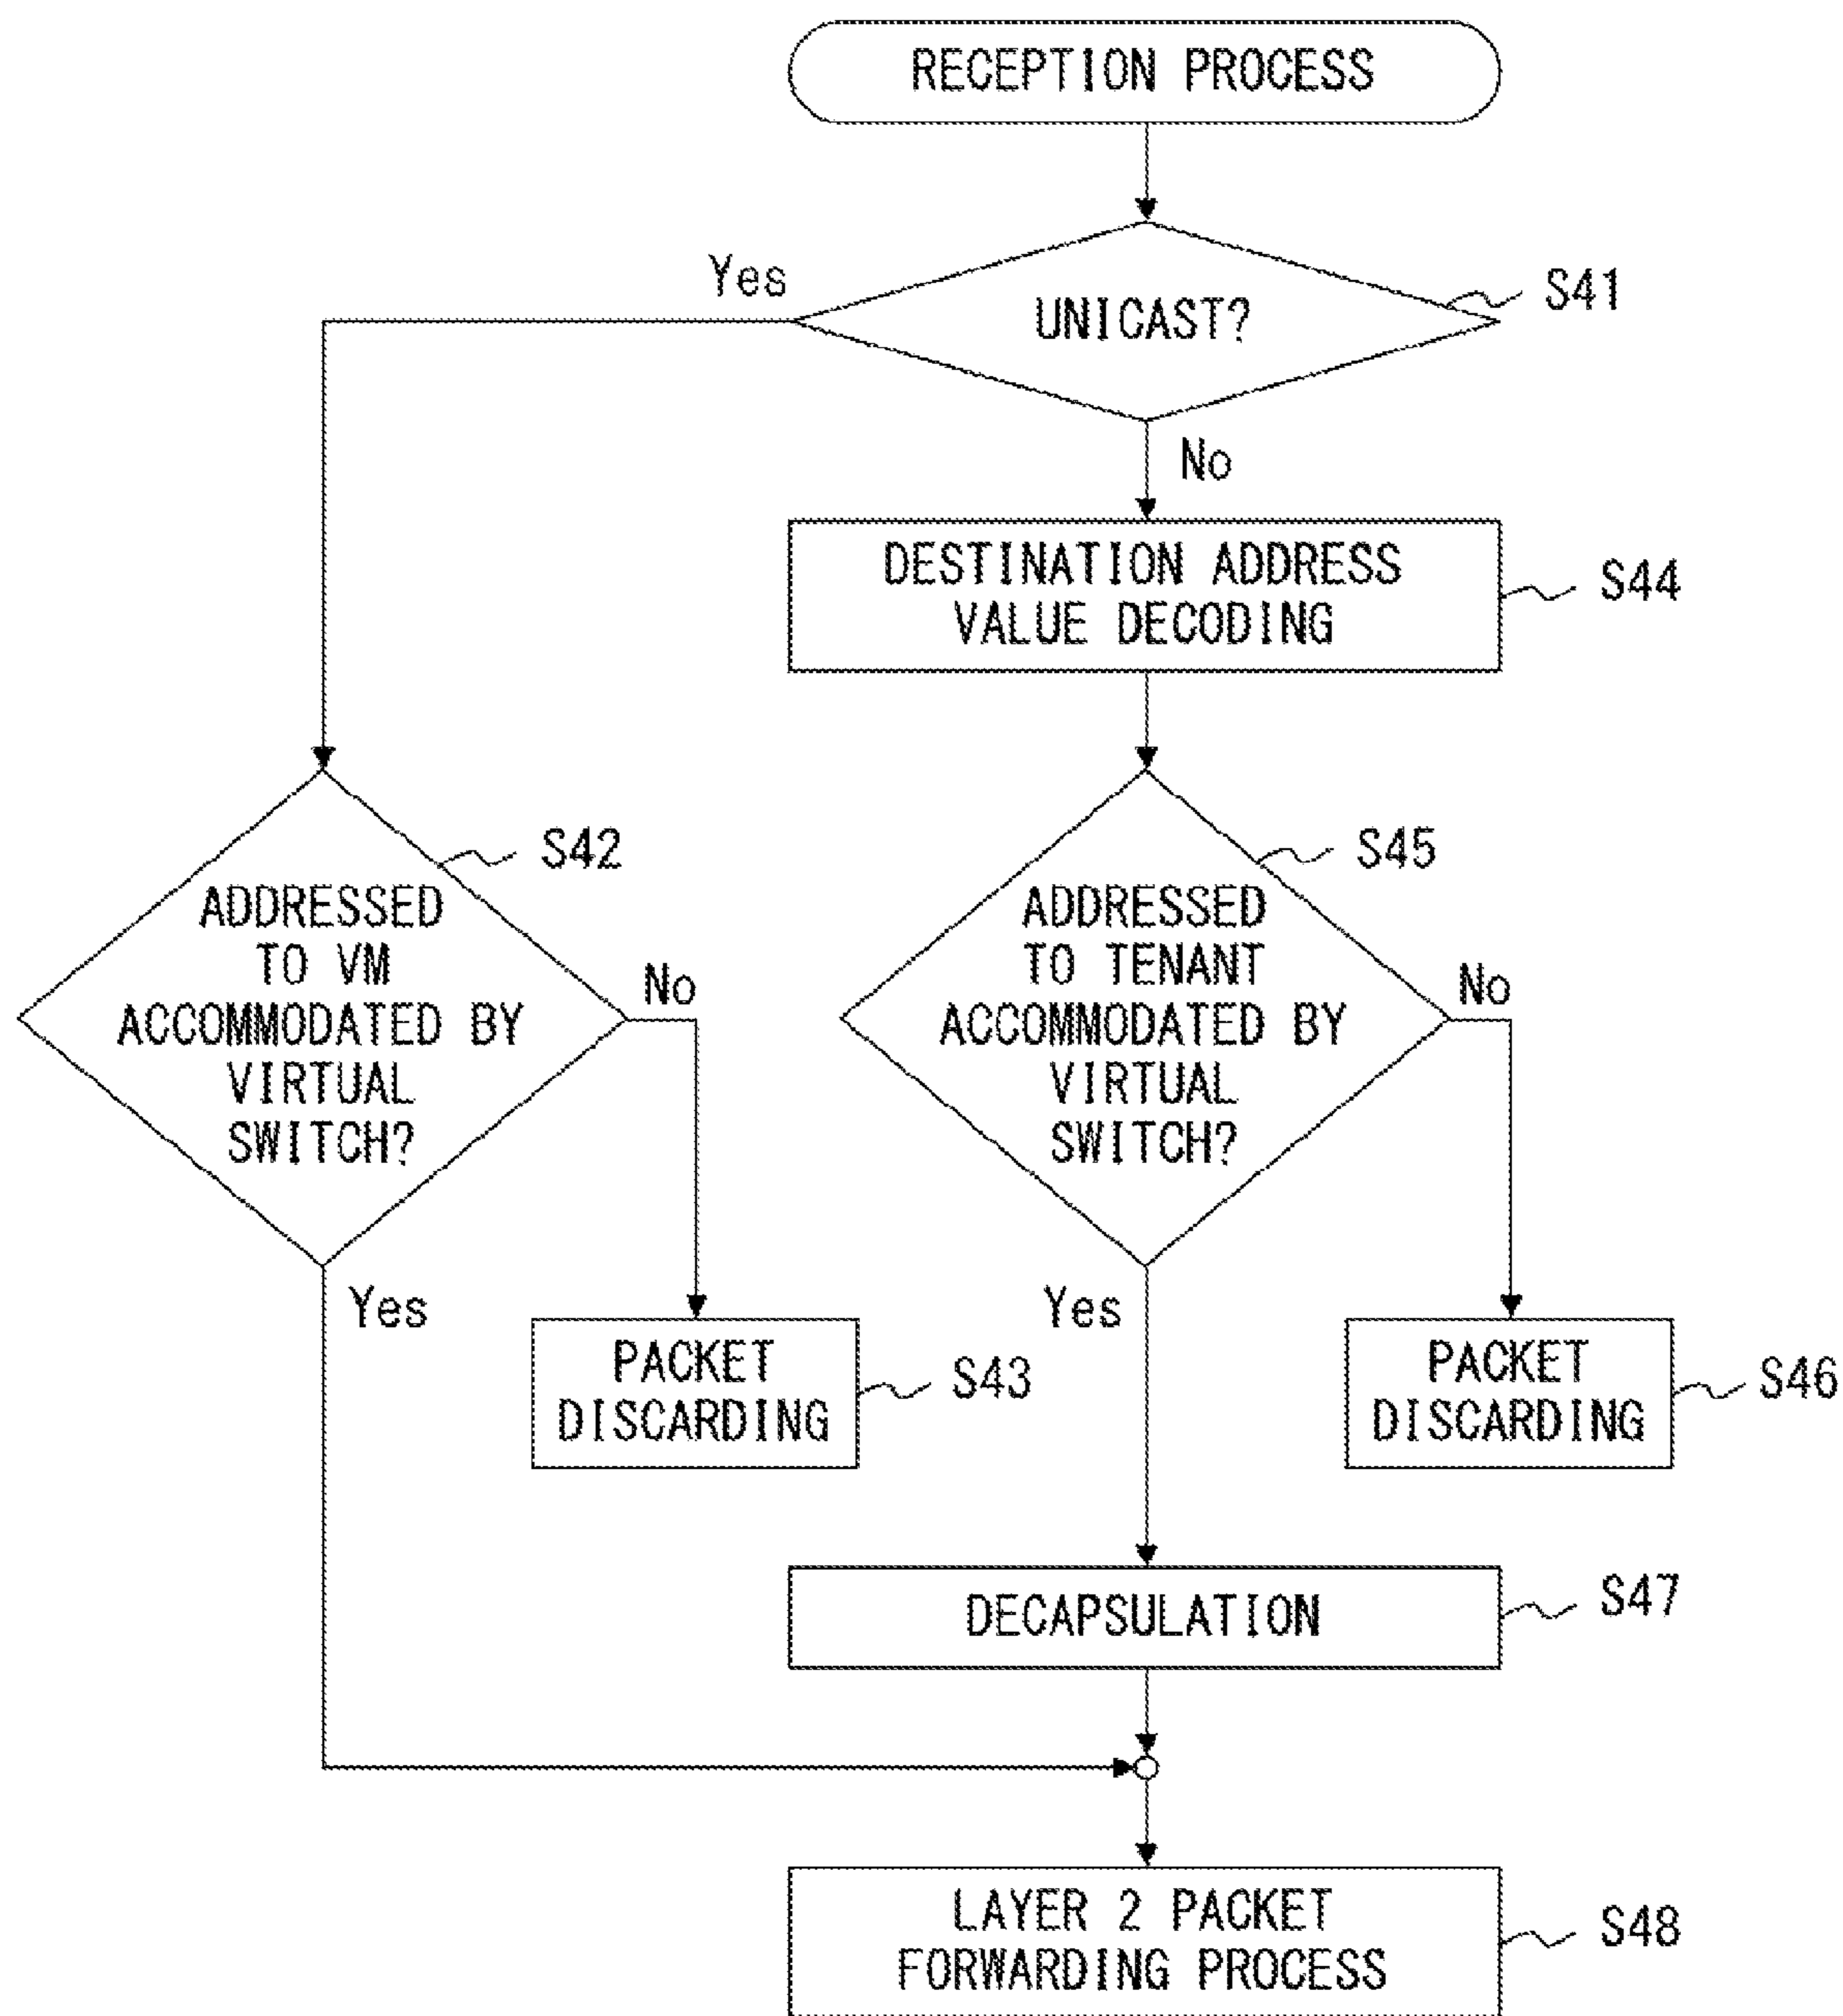 RECEPTION PROCESS
Yes
UNICAST?
S41
No
DESTINATION ADDRESS
VALUE DECODING
S44
S42
ADDRESSED
TO VM
ACCOMMODATED BY
VIRTUAL
SWITCH?
No
Yes
S45
ADDRESSED
TO TENANT
ACCOMMODATED BY
VIRTUAL
SWITCH?
No
Yes
PACKET
DISCARDING
S43
PACKET
DISCARDING
S46
DECAPSULATION
S47
LAYER 2 PACKET
FORWARDING PROCESS
S48